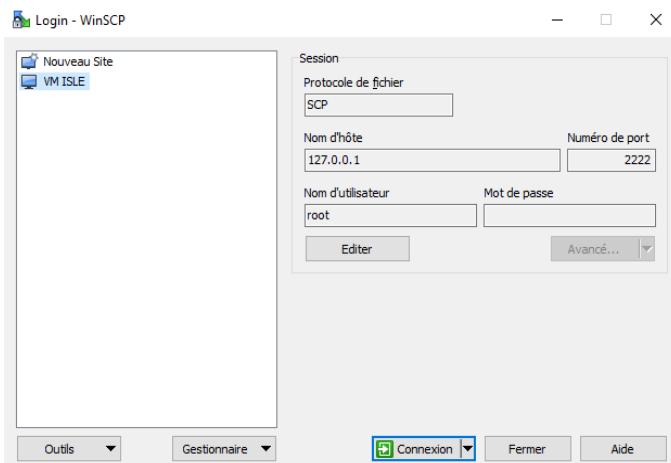 Login - WinSCP
Nouveau Site
VM ISLE
Session
Protocole de fichier
SCP
Nom d'hôte
Numéro de port
127.0.0.1
2222
Nom d'utilisateur
Mot de passe
root
Editer
Avancé...
Outils
Gestionnaire
Connexion
Fermer
Aide